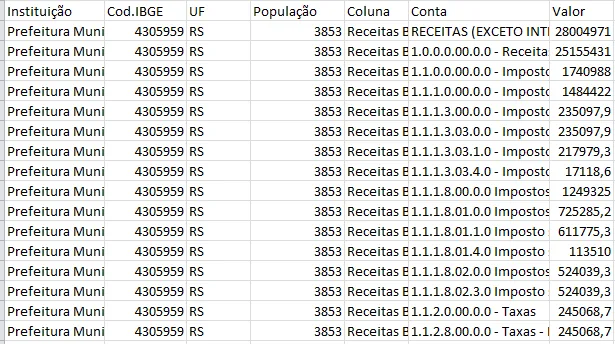 Instituição Cod.IBGE UF População Coluna Conta Valor
Prefeitura Muni 4305959 RS 3853 Receitas B RECEITAS (EXCETO INT 28004971
Prefeitura Muni 4305959 RS 3853 Receitas B 1.0.0.0.00.0.0 - Receita 25155431
Prefeitura Muni 4305959 RS 3853 Receitas B 1.1.0.0.00.0.0 - Imposto 1740988
Prefeitura Muni 4305959 RS 3853 Receitas B 1.1.1.0.00.0.0 - Imposto 1484422
Prefeitura Muni 4305959 RS 3853 Receitas B 1.1.1.3.00.0.0 - Imposto 235097,9
Prefeitura Muni 4305959 RS 3853 Receitas B 1.1.1.3.03.0.0 - Imposto 235097,9
Prefeitura Muni 4305959 RS 3853 Receitas B 1.1.1.3.03.1.0 - Imposto 217979,3
Prefeitura Muni 4305959 RS 3853 Receitas B 1.1.1.3.03.4.0 - Imposto 17118,6
Prefeitura Muni 4305959 RS 3853 Receitas B 1.1.1.8.00.0.0 Impostos 1249325
Prefeitura Muni 4305959 RS 3853 Receitas B 1.1.1.8.01.0.0 Imposto 725285,2
Prefeitura Muni 4305959 RS 3853 Receitas B 1.1.1.8.01.1.0 Imposto 611775,3
Prefeitura Muni 4305959 RS 3853 Receitas B 1.1.1.8.01.4.0 Imposto 113510
Prefeitura Muni 4305959 RS 3853 Receitas B 1.1.1.8.02.0.0 Impostos 524039,3
Prefeitura Muni 4305959 RS 3853 Receitas B 1.1.1.8.02.3.0 Imposto 524039,3
Prefeitura Muni 4305959 RS 3853 Receitas B 1.1.2.0.00.0.0 - Taxas 245068,7
Prefeitura Muni 4305959 RS 3853 Receitas B 1.1.2.8.00.0.0 - Taxas - 245068,7